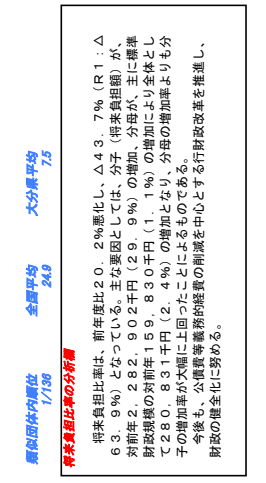 類似団体内順位 全国平均 大分県平均
1/136 24.9 7.5
将来負担比率の分析欄
将来負担比率は、前年度比２０．２％悪化し、△４３．７％（Ｒ１：△
６３．９％）となっている。主な要因としては、分子（将来負担額）が、
対前年２，２８２，９０２千円（２９．９％）の増加、分母が、主に標準
財政規模の対前年１５９，８３０千円（１．１％）の増加により全体とし
て２８０，８３１千円（２．４％）の増加となり、分母の増加率よりも分
子の増加率が大幅に上回ったことによるものである。
今後も、公債費等義務的経費の削減を中心とする行財政改革を推進し、
財政の健全化に努める。